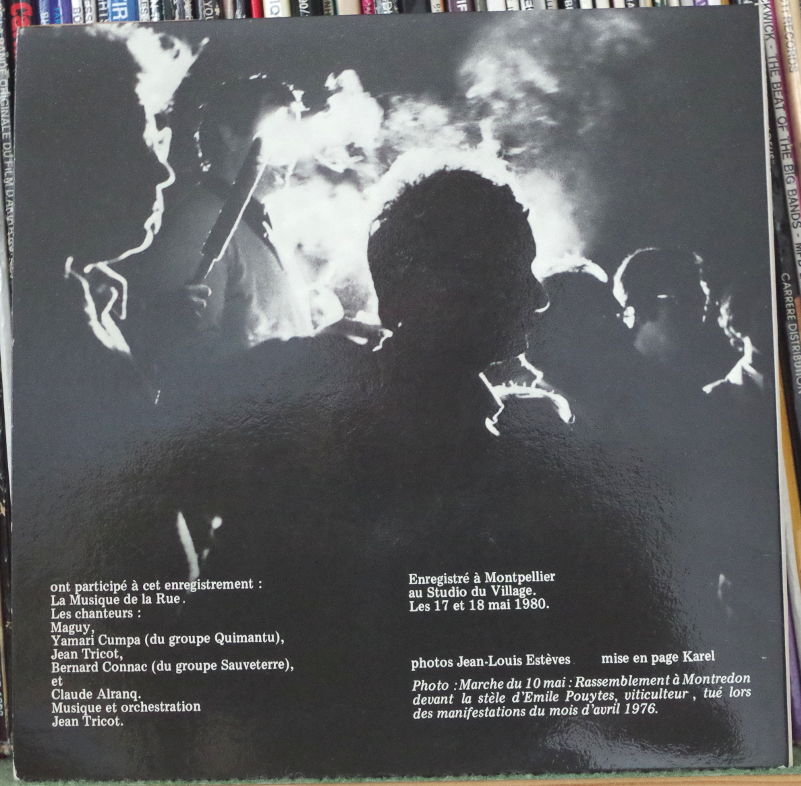 ont participé à cet enregistrement :
La Musique de la Rue.
Les chanteurs :
Maguy,
Yamari Cumpa (du groupe Quimantu),
Jean Tricot,
Bernard Connac (du groupe Sauveterre),
et
Claude Alranq.
Musique et orchestration
Jean Tricot.
Enregistré à Montpellier
au Studio du Village.
Les 17 et 18 mai 1980.
photos Jean-Louis Estèves mise en page Karel
Photo : Marche du 10 mai : Rassemblement à Montredon
devant la stèle d'Emile Pouytes, viticulteur, tué lors
des manifestations du mois d'avril 1976.
ORIGINALE DU FILM
THE BEAT OF THE BIG BANDS
CARRERE DISTRIBUTION
RECORDS